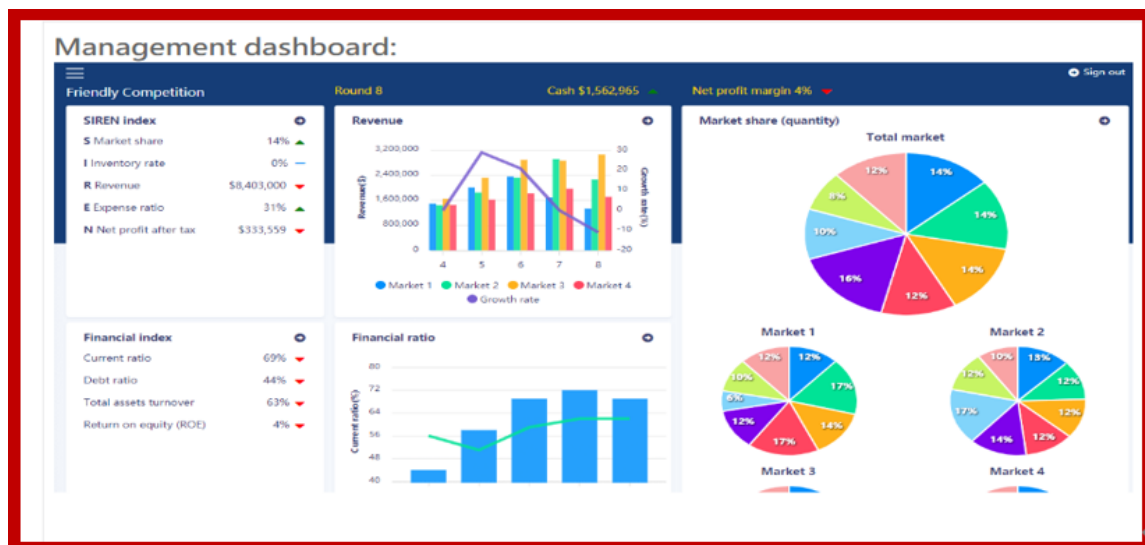 Management dashboard:
Sign out
Friendly Competition
Round 8
Cash $1,562,965
Net profit margin 4%
SIREN index
S Market share 14%
I Inventory rate 0%
R Revenue $8,403,000
E Expense ratio 31%
N Net profit after tax $333,559
Revenue
3,200,000
2,400,000
1,600,000
800,000
0
Revenue($)
30
20
10
0
-10
-20
Growth rate(%)
4 5 6 7 8
Market 1 Market 2 Market 3 Market 4
Growth rate
Market share (quantity)
Total market
14%
14%
14%
12%
16%
10%
8%
12%
Financial index
Current ratio 69%
Debt ratio 44%
Total assets turnover 63%
Return on equity (ROE) 4%
Financial ratio
80
72
64
56
48
40
Current ratio(%)
Market 1
12%
17%
14%
17%
12%
6%
10%
12%
Market 2
13%
12%
12%
12%
14%
17%
12%
10%
Market 3
Market 4